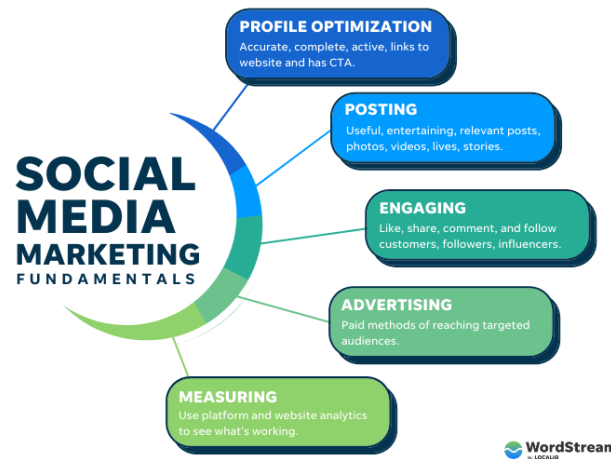 SOCIAL
MEDIA
MARKETING
FUNDAMENTALS
PROFILE OPTIMIZATION
Accurate, complete, active, links to
website and has CTA.
POSTING
Useful, entertaining, relevant posts,
photos, videos, lives, stories.
ENGAGING
Like, share, comment, and follow
customers, followers, influencers.
ADVERTISING
Paid methods of reaching targeted
audiences.
MEASURING
Use platform and website analytics
to see what's working.
WordStream
by LOCALiQ